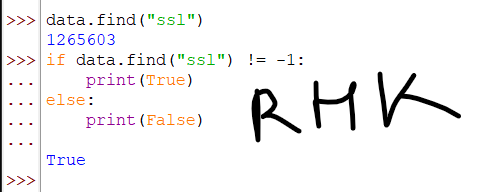 >>> data.find("ssl")
1265603
>>> if data.find("ssl") != -1:
...     print(True)
... else:
...     print(False)
...
True
>>>
RHK